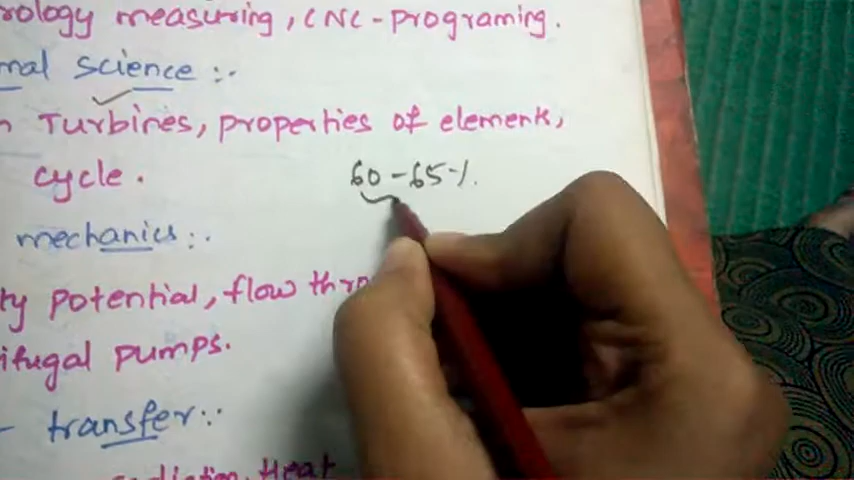 rology measuring, CNC-programing.
mal science :-
n Turbines, properties of element,
cycle. 60-65%.
mechanics :.
ty potential, flow thro
ifugal pumps.
transfer::
Heat